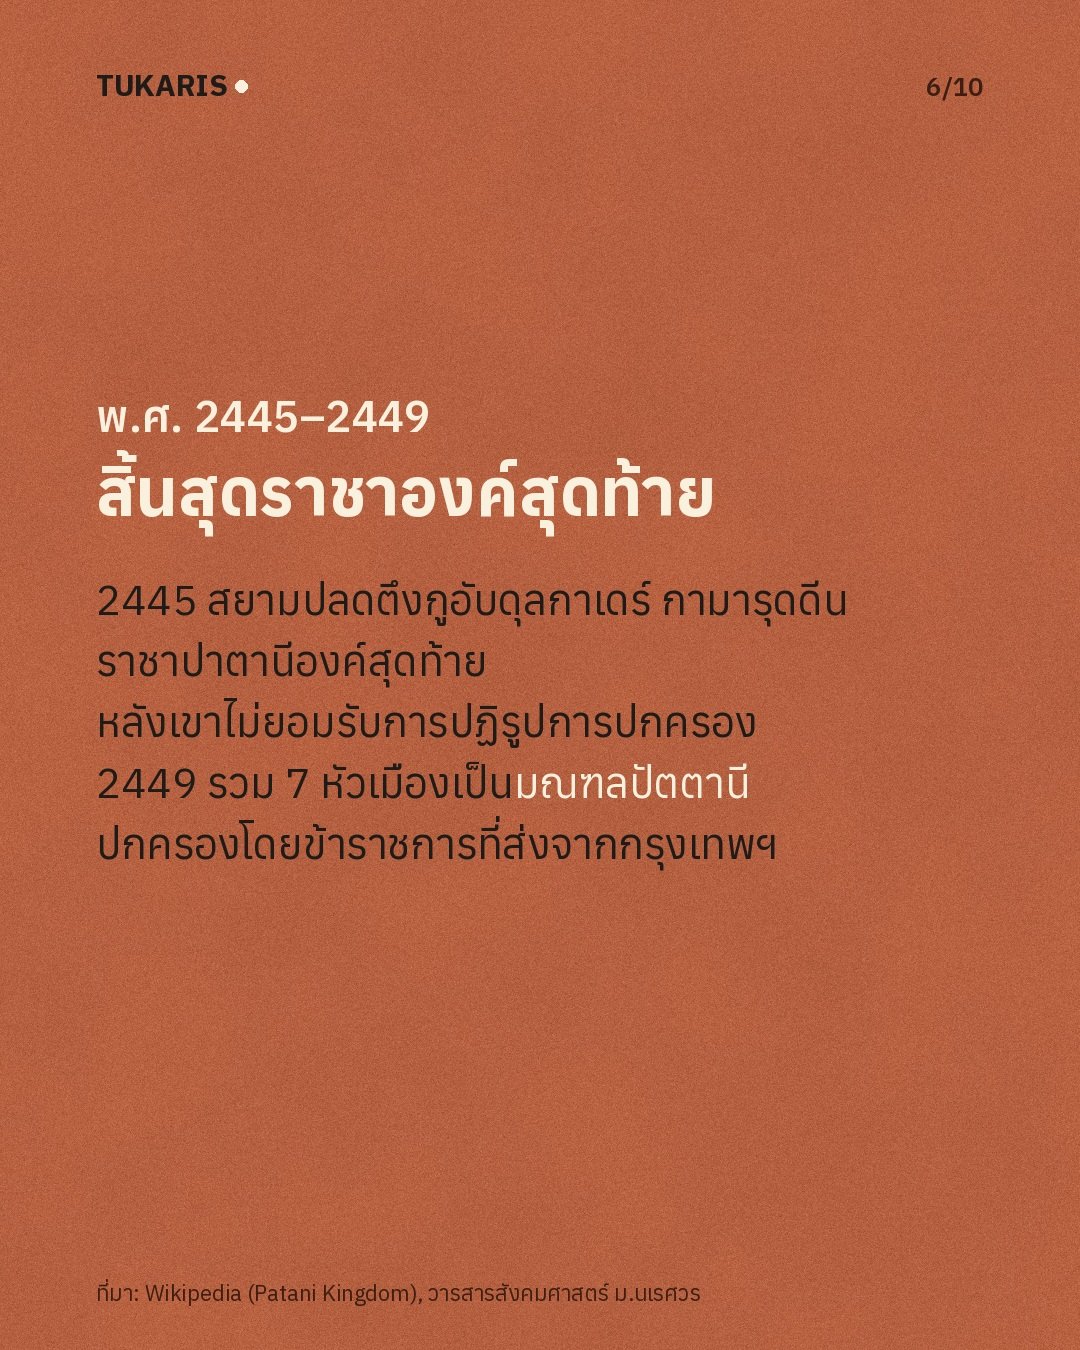 TUKARIS
6/10
พ.ศ. 2445–2449
สิ้นสุดราชาองค์สุดท้าย
2445 สยามปลดตึงกูอับดุลกาเดร์ กามารุดดีน
ราชาปาตานีองค์สุดท้าย
หลังเขาไม่ยอมรับการปฏิรูปการปกครอง
2449 รวม 7 หัวเมืองเป็นมณฑลปัตตานี
ปกครองโดยข้าราชการที่ส่งจากกรุงเทพฯ
ที่มา: Wikipedia (Patani Kingdom), วารสารสังคมศาสตร์ ม.นเรศวร